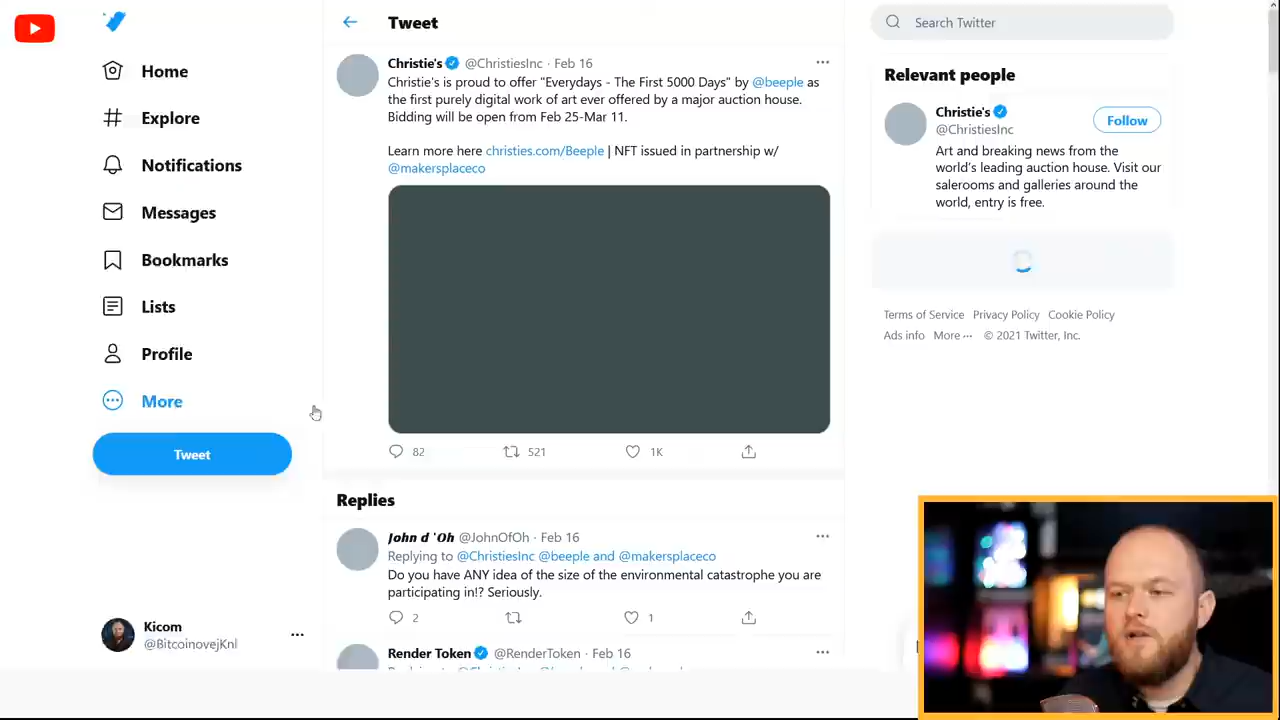 Tweet
Search Twitter
Home
Explore
Notifications
Messages
Bookmarks
Lists
Profile
More
Tweet
Kicom
@BitcoinovejKnl
Christie's @ChristiesInc · Feb 16
Christie's is proud to offer "Everydays - The First 5000 Days" by @beeple as
the first purely digital work of art ever offered by a major auction house.
Bidding will be open from Feb 25-Mar 11.
Learn more here christies.com/Beeple | NFT issued in partnership w/
@makersplaceco
82 521 1K
Replies
John d 'Oh @JohnOfOh · Feb 16
Replying to @ChristiesInc @beeple and @makersplaceco
Do you have ANY idea of the size of the environmental catastrophe you are
participating in!? Seriously.
2 1
Render Token @RenderToken · Feb 16
Relevant people
Christie's
@ChristiesInc
Follow
Art and breaking news from the
world's leading auction house. Visit our
salerooms and galleries around the
world, entry is free.
Terms of Service Privacy Policy Cookie Policy
Ads info More ··· © 2021 Twitter, Inc.